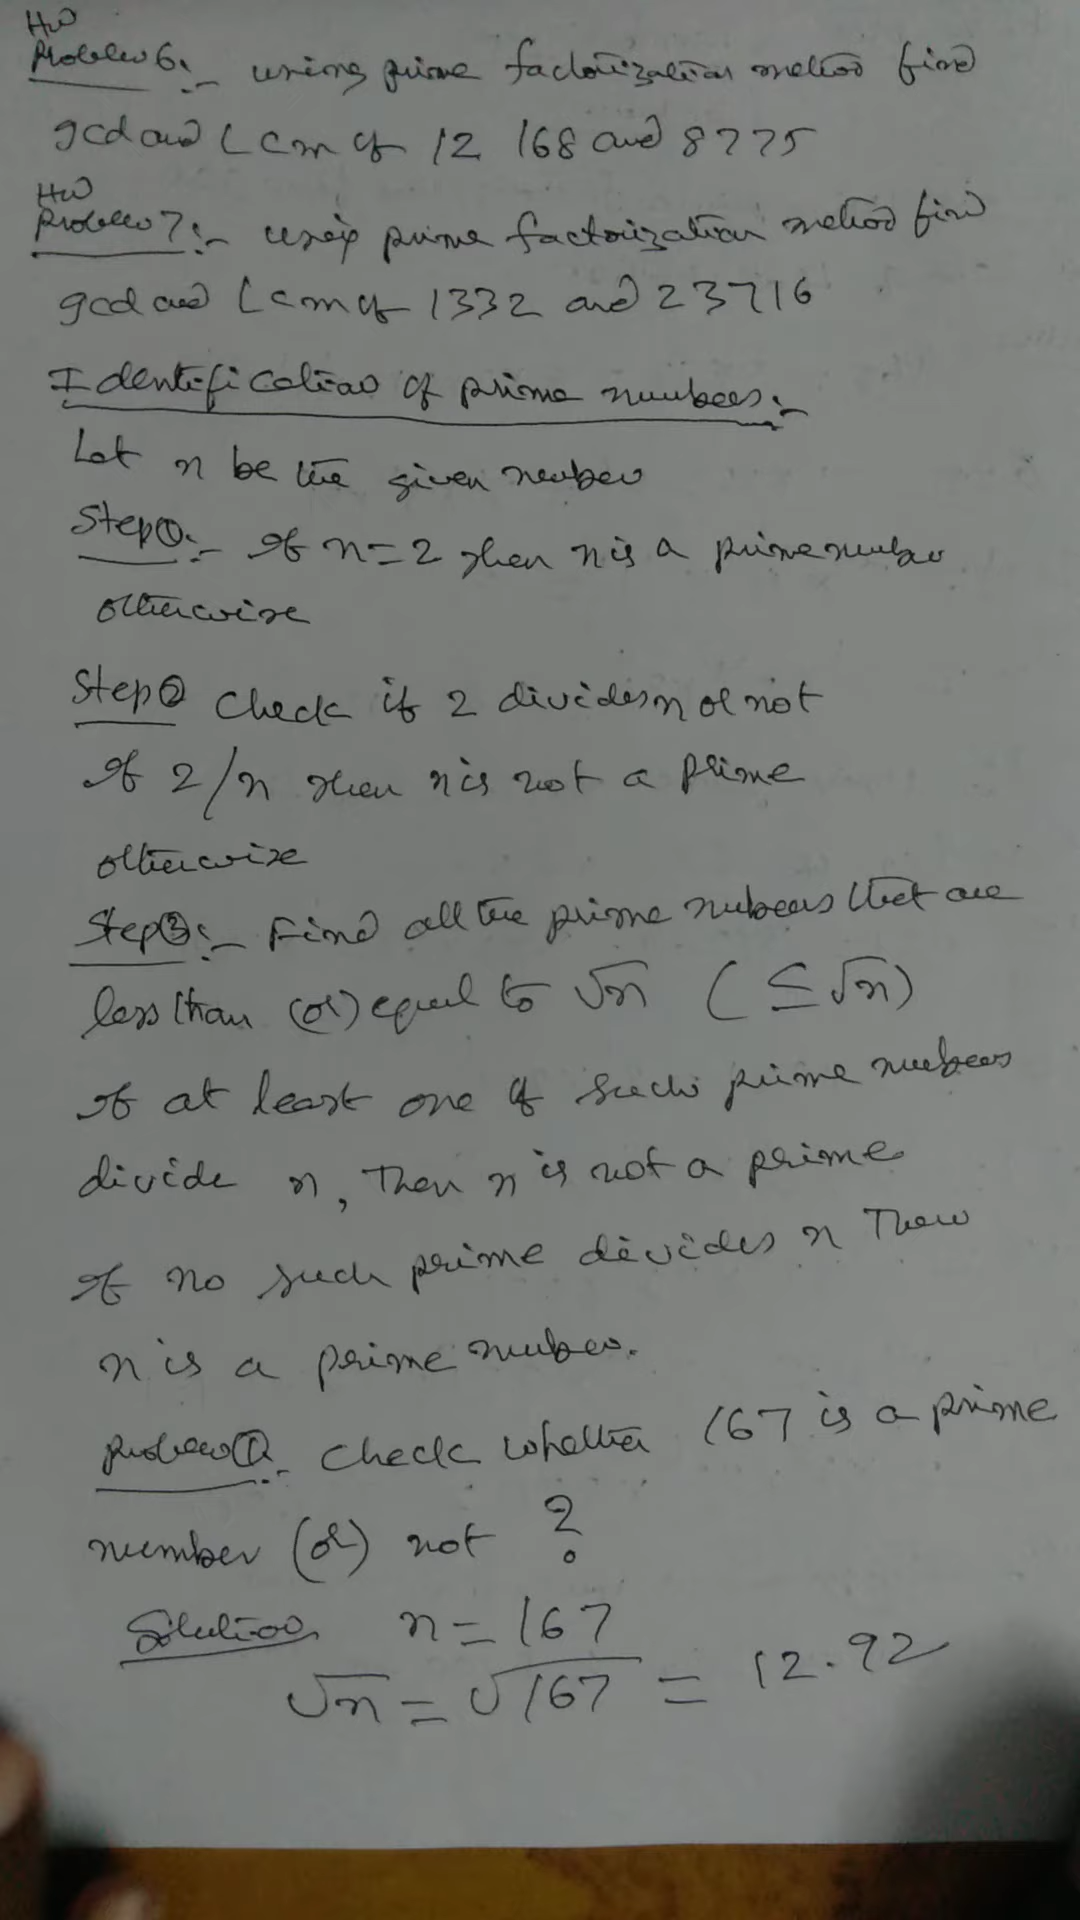 HW
Problem 6:- using prime factorization method find
gcd and Lcm of 12 168 and 8775
HW
Problem 7:- using prime factorization method find
gcd and Lcm of 1332 and 23716
Identification of prime numbers:-
Let n be the given number
Step①:- If n=2 then n is a prime number
otherwise
Step② Check if 2 divides n or not
If 2/n then n is not a prime
otherwise
Step③:- Find all the prime numbers that are
less than (or) equal to √n (≤√n)
If at least one of such prime numbers
divide n, Then n is not a prime
If no such prime divides n Then
n is a prime number.
problem① Check whether 167 is a prime
number (or) not ?
Solution n=167
√n = √167 = 12.92